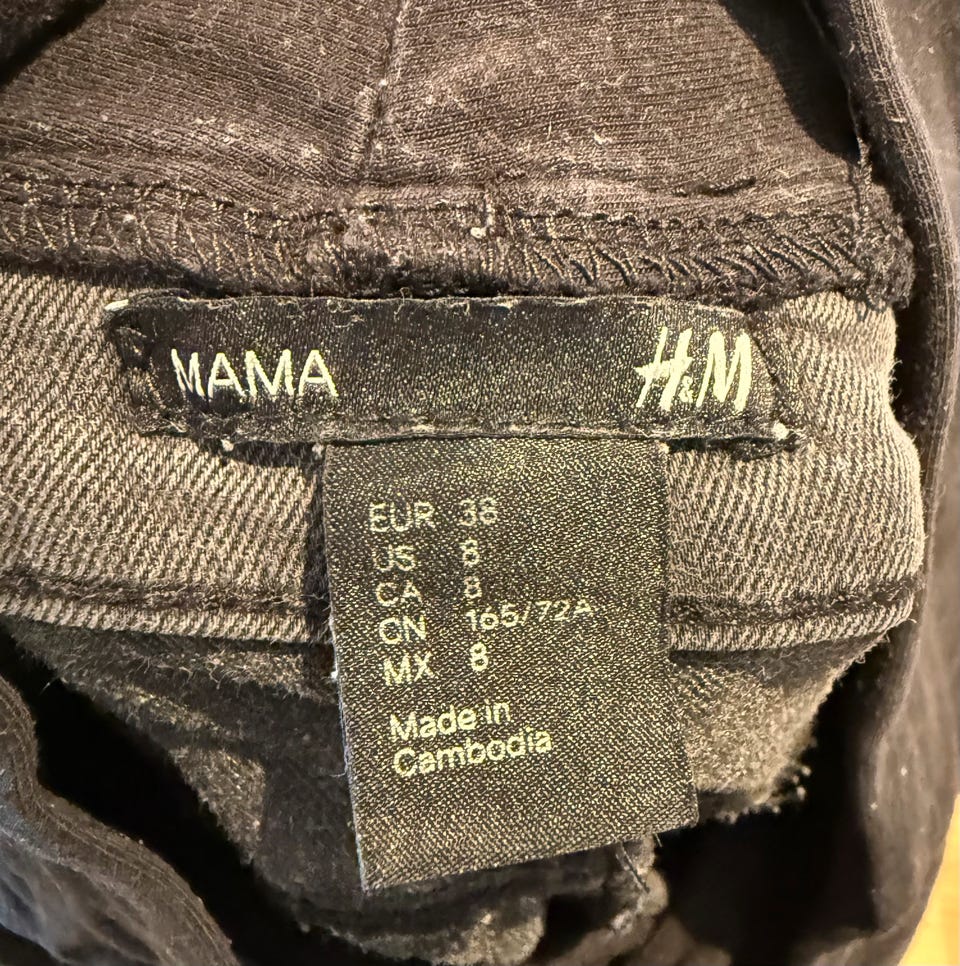 MAMA H&M
EUR 38
US 8
CA 8
CN 165/72A
MX 8
Made in
Cambodia